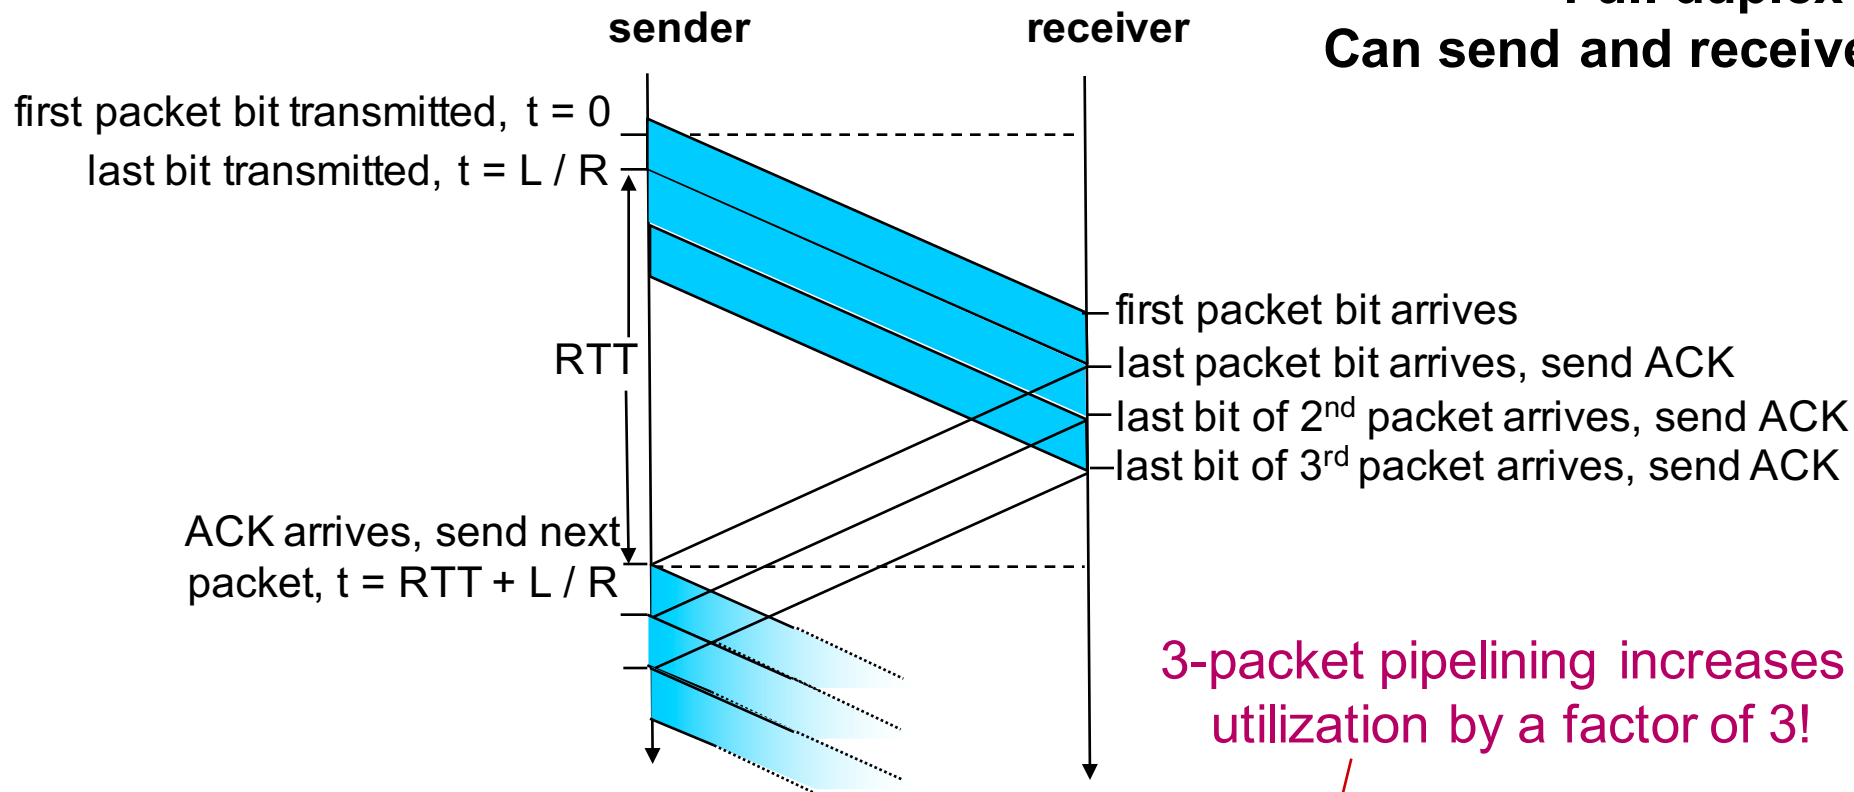 sender
receiver
Full duplex
Can send and receive
first packet bit transmitted, t = 0
last bit transmitted, t = L / R
first packet bit arrives
RTT
last packet bit arrives, send ACK
last bit of 2nd packet arrives, send ACK
last bit of 3rd packet arrives, send ACK
ACK arrives, send next
packet, t = RTT + L / R
3-packet pipelining increases
utilization by a factor of 3!